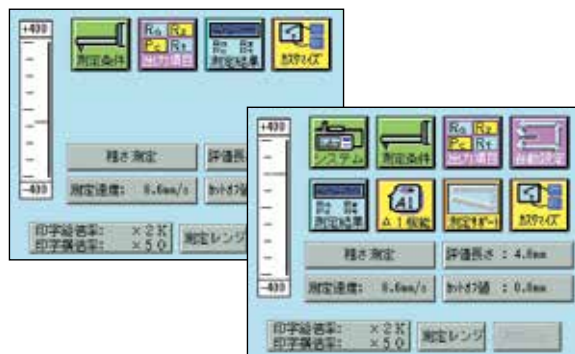 +400
-400
測定条件
出力項目
Ra Rz
Pc Rt
測定結果
カスタマイズ
粗さ測定
評価長
測定速度: 0.6mm/s
カットオフ値
印字縦倍率: ×2K
印字横倍率: ×50
測定レンジ
+400
-400
システム
測定条件
Ra Rz
Pc Rt
出力項目
自動設定
測定結果
AI機能
測定サポート
カスタマイズ
粗さ測定
評価長さ : 4.0mm
測定速度: 0.6mm/s
カットオフ値 : 0.8mm
印字縦倍率: ×2K
印字横倍率: ×50
測定レンジ